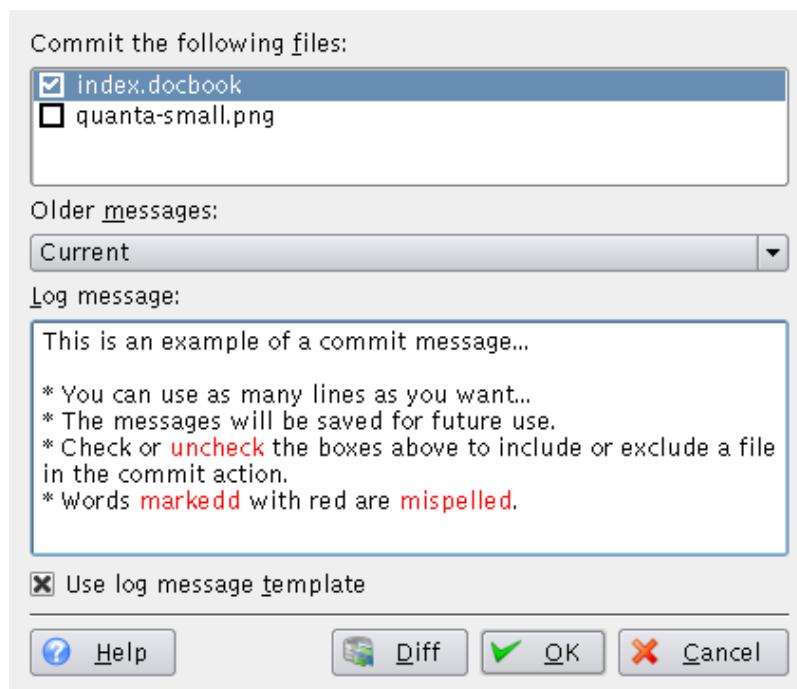 Commit the following files:
index.docbook
quanta-small.png
Older messages:
Current
Log message:
This is an example of a commit message...
* You can use as many lines as you want...
* The messages will be saved for future use.
* Check or uncheck the boxes above to include or exclude a file
in the commit action.
* Words markedd with red are mispelled.
Use log message template
Help Diff OK Cancel